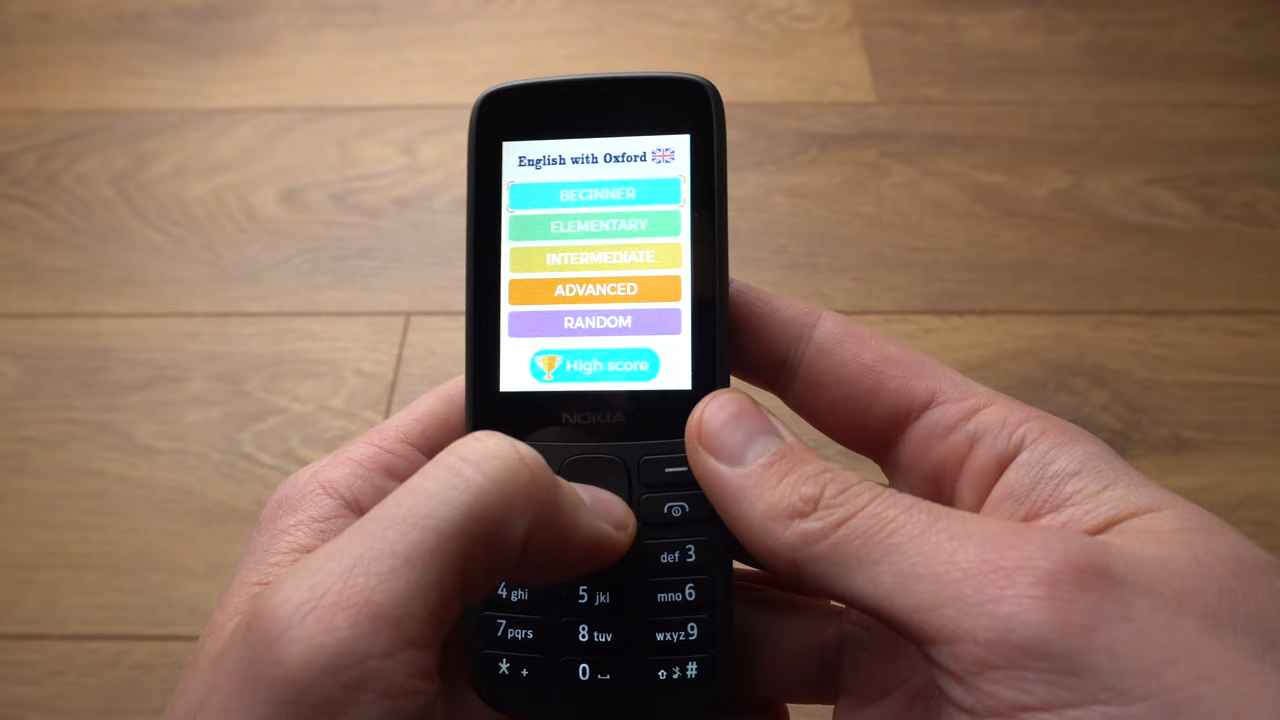 English with Oxford
BEGINNER
ELEMENTARY
INTERMEDIATE
ADVANCED
RANDOM
High score
NOKIA
def 3
4 ghi
5 jkl
mno 6
7 pqrs
8 tuv
wxyz 9
* +
0
#